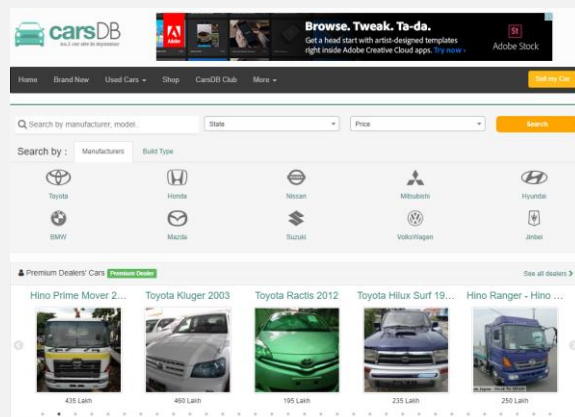 carsDB
no.1 car site in myanmar
Browse. Tweak. Ta-da.
Get a head start with artist-designed templates
right inside Adobe Creative Cloud apps. Try now ›
Adobe
St
Adobe Stock
Home Brand New Used Cars Shop CarsDB Club More
Sell my Car
Search by manufacturer, model..
State
Price
Search
Search by :
Manufacturers
Build Type
Toyota Honda Nissan Mitsubishi Hyundai
BMW Mazda Suzuki VolksWagen Jinbei
Premium Dealers' Cars Premium Dealer
See all dealers
Hino Prime Mover 2... Toyota Kluger 2003 Toyota Ractis 2012 Toyota Hilux Surf 19... Hino Ranger - Hino ...
435 Lakh 460 Lakh 195 Lakh 235 Lakh 250 Lakh